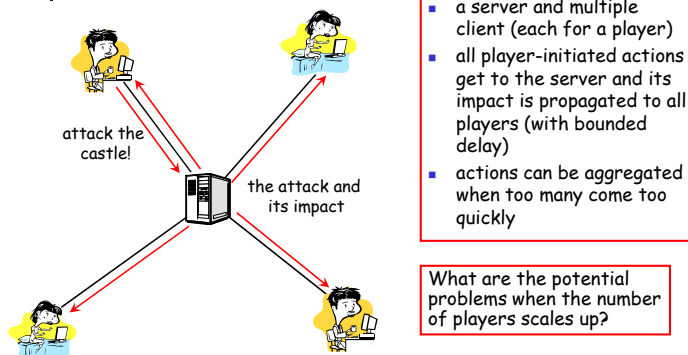 a server and multiple
client (each for a player)
all player-initiated actions
get to the server and its
impact is propagated to all
players (with bounded
delay)
actions can be aggregated
when too many come too
quickly
attack the
castle!
the attack and
its impact
What are the potential
problems when the number
of players scales up?